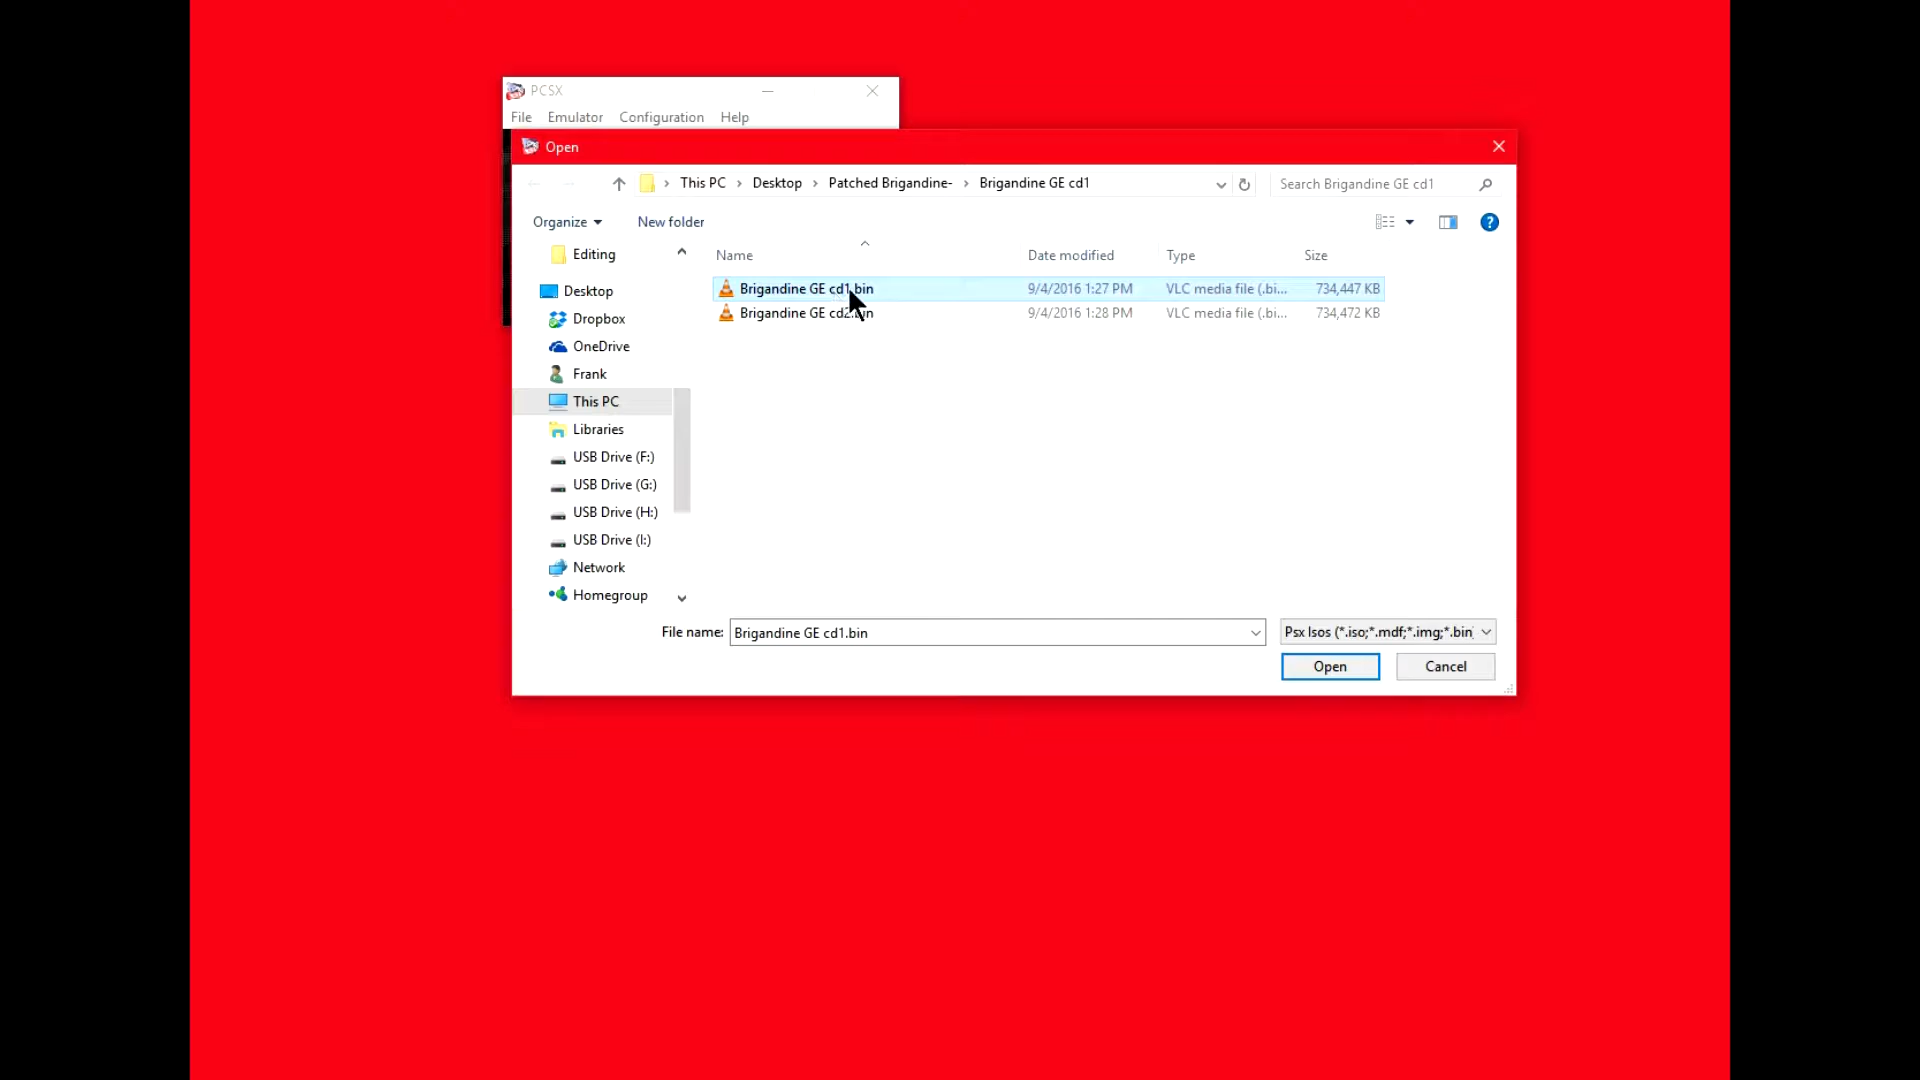 PCSX
File Emulator Configuration Help
Open
This PC Desktop Patched Brigandine- Brigandine GE cd1 Search Brigandine GE cd1
Organize New folder
Name Date modified Type Size
Brigandine GE cd1.bin 9/4/2016 1:27 PM VLC media file (.bi... 734,447 KB
Brigandine GE cd2.bin 9/4/2016 1:28 PM VLC media file (.bi... 734,472 KB
Editing
Desktop
Dropbox
OneDrive
Frank
This PC
Libraries
USB Drive (F:)
USB Drive (G:)
USB Drive (H:)
USB Drive (I:)
Network
Homegroup
File name: Brigandine GE cd1.bin Psx Isos (*.iso;*.mdf;*.img;*.bin
Open Cancel